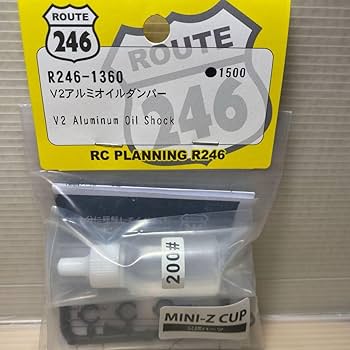 ROUTE
246
ROUTE
246
R246-1360
●1500
V2アルミオイルダンパー
V2 Aluminum Oil Shock
RC PLANNING R246
200#
MINI-Z CUP